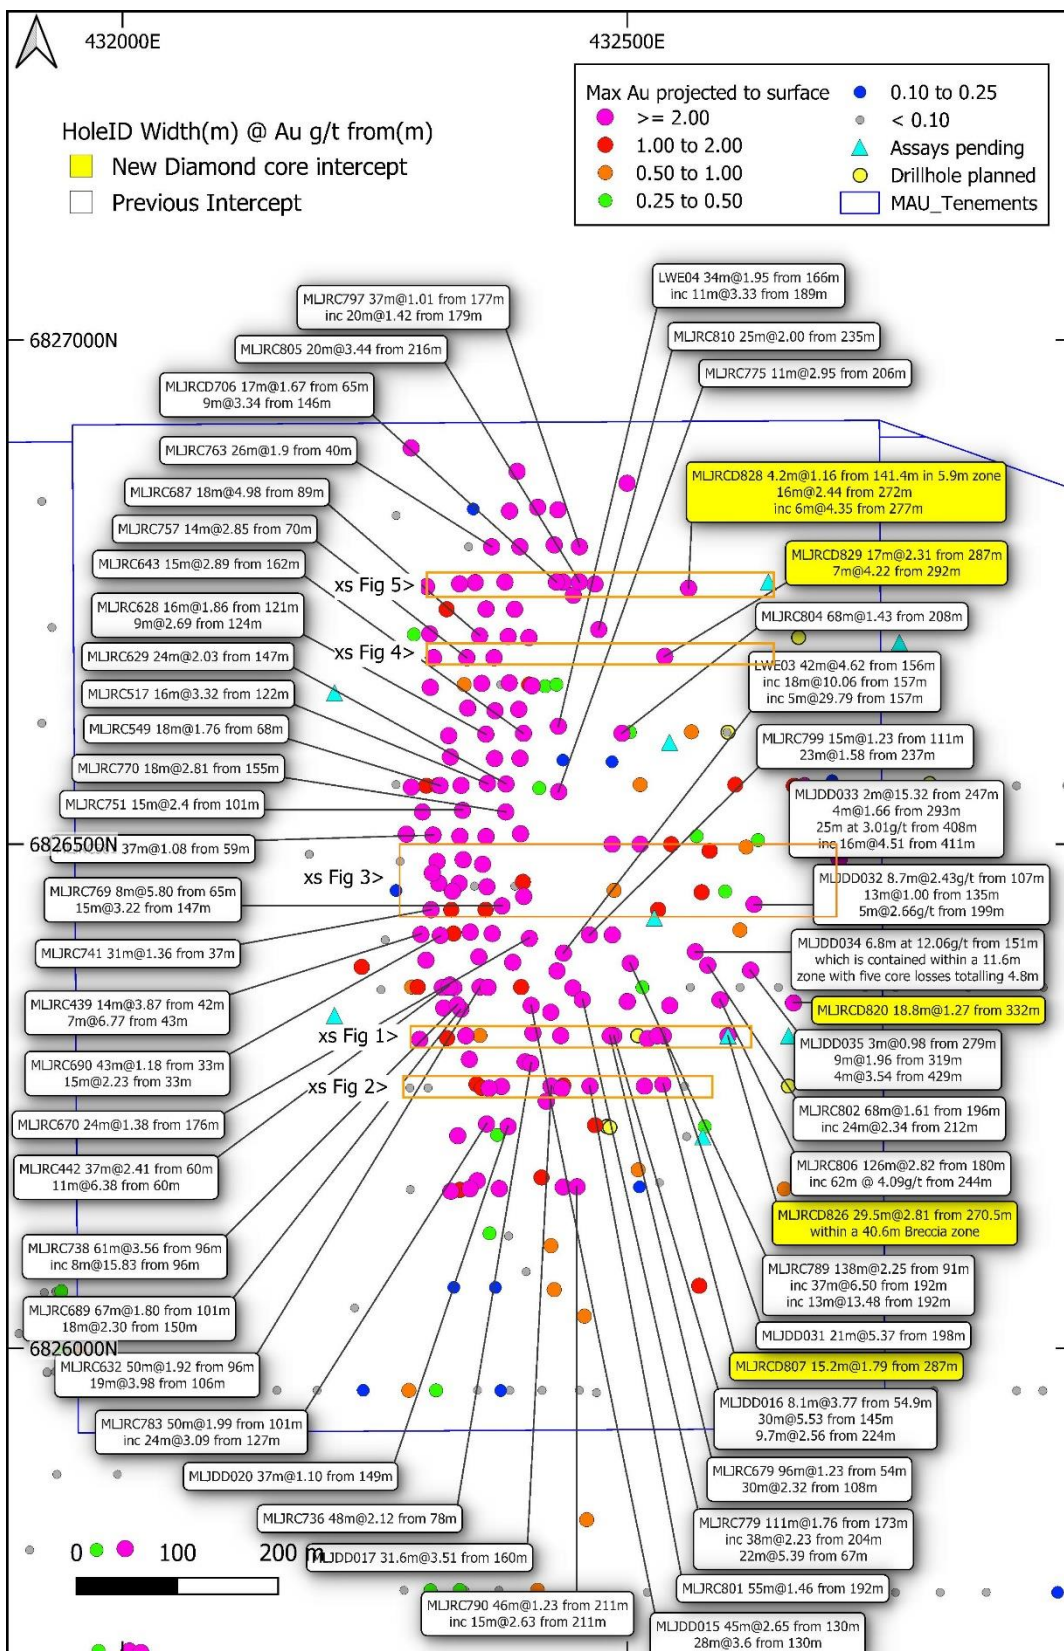 432000E
432500E
HoleID Width(m) @ Au g/t from(m)
New Diamond core intercept
Previous Intercept
Max Au projected to surface
>= 2.00
1.00 to 2.00
0.50 to 1.00
0.25 to 0.50
0.10 to 0.25
< 0.10
Assays pending
Drillhole planned
MAU_Tenements
6827000N
LWE04 34m@1.95 from 166m
inc 11m@3.33 from 189m
MLJRC797 37m@1.01 from 177m
inc 20m@1.42 from 179m
MLJRC810 25m@2.00 from 235m
MLJRC805 20m@3.44 from 216m
MLJRC775 11m@2.95 from 206m
MLJRCD706 17m@1.67 from 65m
9m@3.34 from 146m
MLJRC763 26m@1.9 from 40m
MLJRCD828 4.2m@1.16 from 141.4m in 5.9m zone
16m@2.44 from 272m
inc 6m@4.35 from 277m
MLJRC687 18m@4.98 from 89m
MLJRC757 14m@2.85 from 70m
MLJRCD829 17m@2.31 from 287m
7m@4.22 from 292m
MLJRC643 15m@2.89 from 162m
xs Fig 5>
MLJRC628 16m@1.86 from 121m
9m@2.69 from 124m
MLJRC804 68m@1.43 from 208m
xs Fig 4>
MLJRC629 24m@2.03 from 147m
LWE03 42m@4.62 from 156m
inc 18m@10.06 from 157m
inc 5m@29.79 from 157m
MLJRC517 16m@3.32 from 122m
MLJRC549 18m@1.76 from 68m
MLJRC799 15m@1.23 from 111m
23m@1.58 from 237m
MLJRC770 18m@2.81 from 155m
MLJRC751 15m@2.4 from 101m
MLJDD033 2m@15.32 from 247m
4m@1.66 from 293m
25m at 3.01g/t from 408m
inc 16m@4.51 from 411m
6826500N
37m@1.08 from 59m
xs Fig 3>
MLJDD032 8.7m@2.43g/t from 107m
13m@1.00 from 135m
5m@2.66g/t from 199m
MLJRC769 8m@5.80 from 65m
15m@3.22 from 147m
MLJRC741 31m@1.36 from 37m
MLJDD034 6.8m at 12.06g/t from 151m
which is contained within a 11.6m
zone with five core losses totalling 4.8m
MLJRC439 14m@3.87 from 42m
7m@6.77 from 43m
MLJRCD820 18.8m@1.27 from 332m
xs Fig 1>
MLJDD035 3m@0.98 from 279m
9m@1.96 from 319m
4m@3.54 from 429m
MLJRC690 43m@1.18 from 33m
15m@2.23 from 33m
xs Fig 2>
MLJRC802 68m@1.61 from 196m
inc 24m@2.34 from 212m
MLJRC670 24m@1.38 from 176m
MLJRC442 37m@2.41 from 60m
11m@6.38 from 60m
MLJRC806 126m@2.82 from 180m
inc 62m @ 4.09g/t from 244m
MLJRCD826 29.5m@2.81 from 270.5m
within a 40.6m Breccia zone
MLJRC738 61m@3.56 from 96m
inc 8m@15.83 from 96m
MLJRC789 138m@2.25 from 91m
inc 37m@6.50 from 192m
inc 13m@13.48 from 192m
MLJRC689 67m@1.80 from 101m
18m@2.30 from 150m
MLJDD031 21m@5.37 from 198m
6826000N
MLJRCD807 15.2m@1.79 from 287m
MLJRC632 50m@1.92 from 96m
19m@3.98 from 106m
MLJDD016 8.1m@3.77 from 54.9m
30m@5.53 from 145m
9.7m@2.56 from 224m
MLJRC783 50m@1.99 from 101m
inc 24m@3.09 from 127m
MLJDD020 37m@1.10 from 149m
MLJRC679 96m@1.23 from 54m
30m@2.32 from 108m
MLJRC736 48m@2.12 from 78m
MLJRC779 111m@1.76 from 173m
inc 38m@2.23 from 204m
22m@5.39 from 67m
0 100 200 m
MLJDD017 31.6m@3.51 from 160m
MLJRC801 55m@1.46 from 192m
MLJRC790 46m@1.23 from 211m
inc 15m@2.63 from 211m
MLJDD015 45m@2.65 from 130m
28m@3.6 from 130m